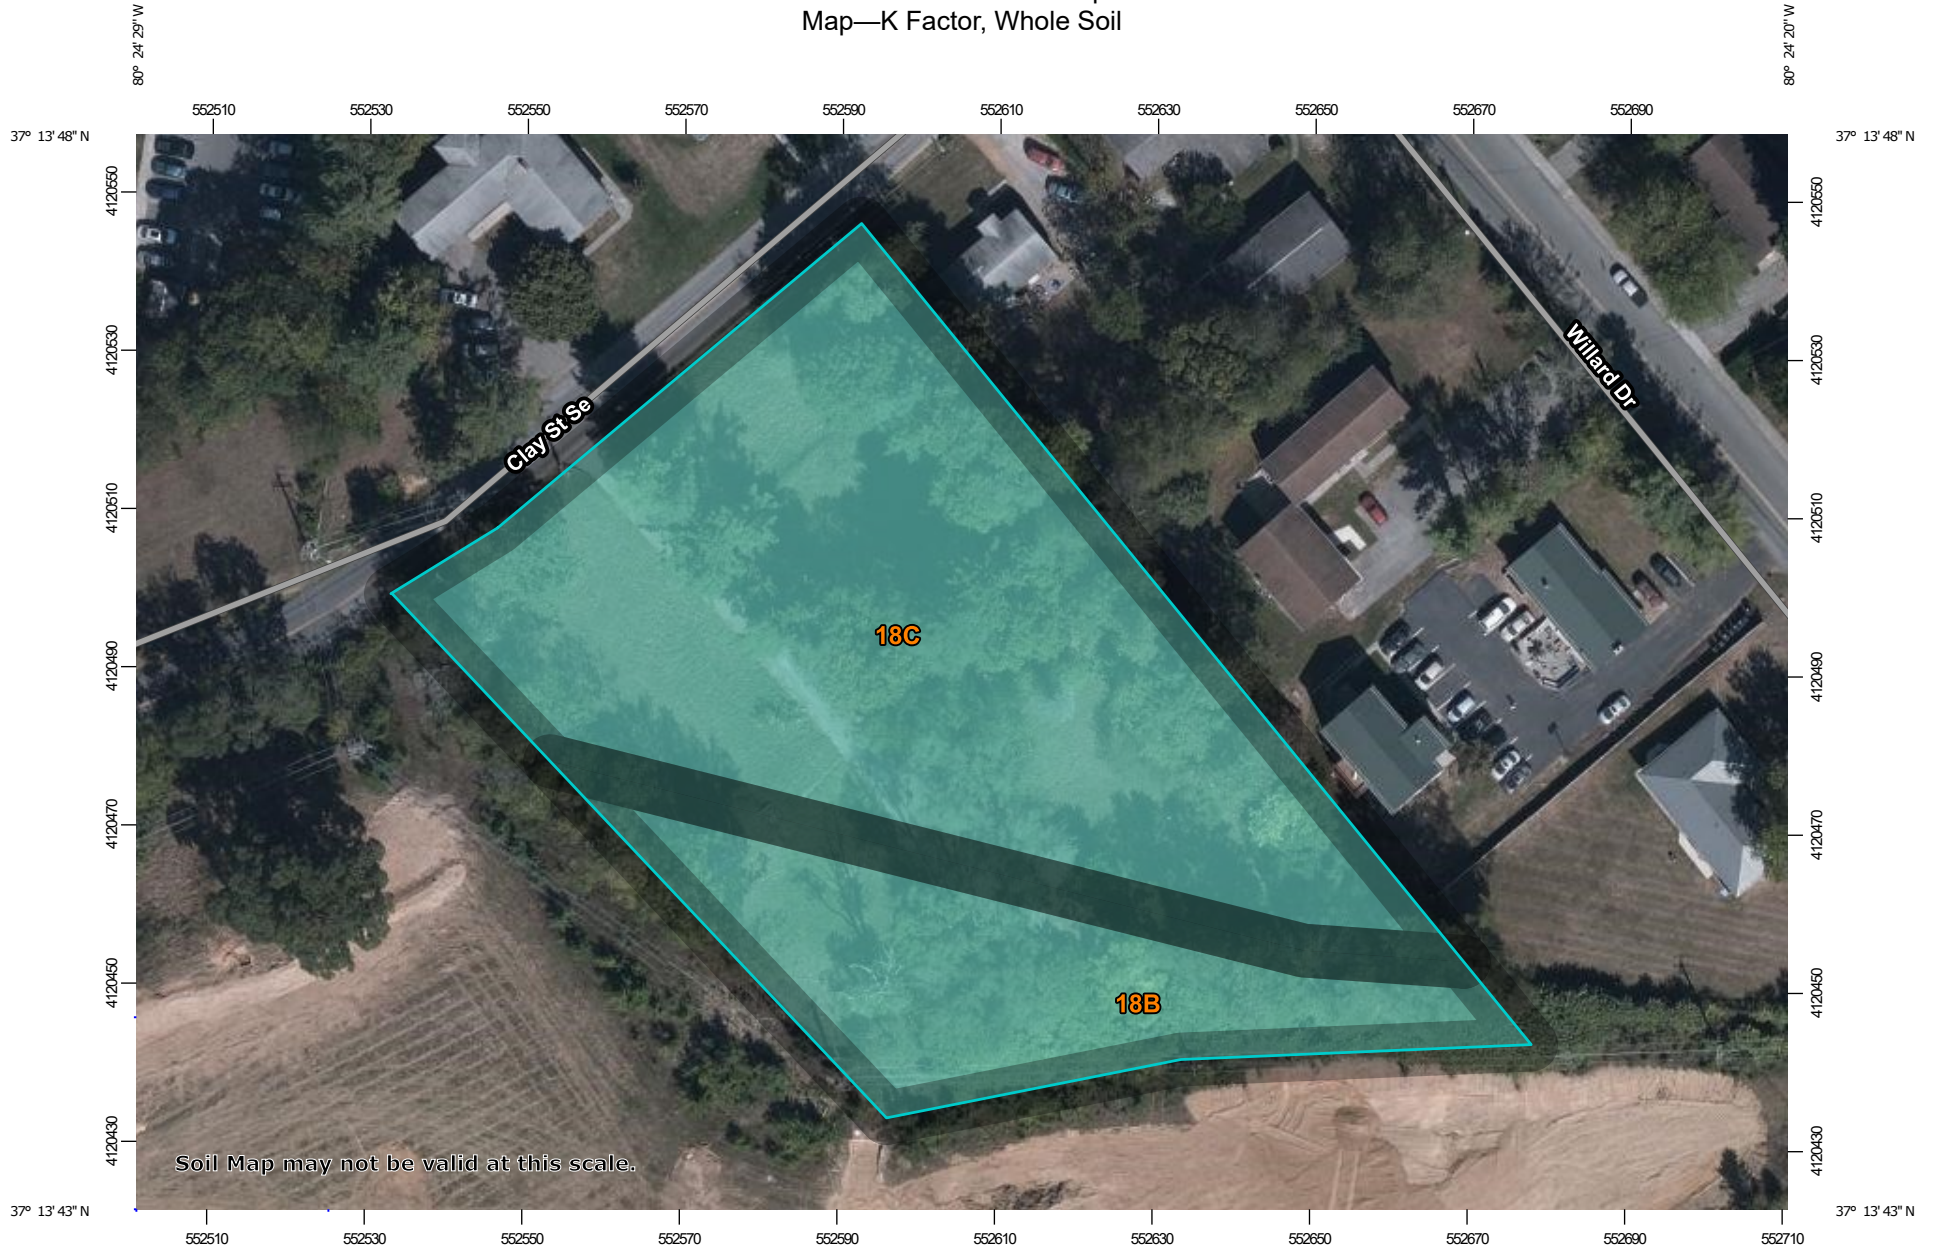 Map—K Factor, Whole Soil
80° 24' 29'' W
80° 24' 20'' W
552510 552530 552550 552570 552590 552610 552630 552650 552670 552690
37° 13' 48'' N
37° 13' 48'' N
4120550
4120550
4120530
4120530
Willard Dr
Clay St Se
4120510
4120510
18C
4120490
4120490
4120470
4120470
4120450
4120450
18B
4120430
4120430
Soil Map may not be valid at this scale.
37° 13' 43'' N
37° 13' 43'' N
552510 552530 552550 552570 552590 552610 552630 552650 552670 552690 552710